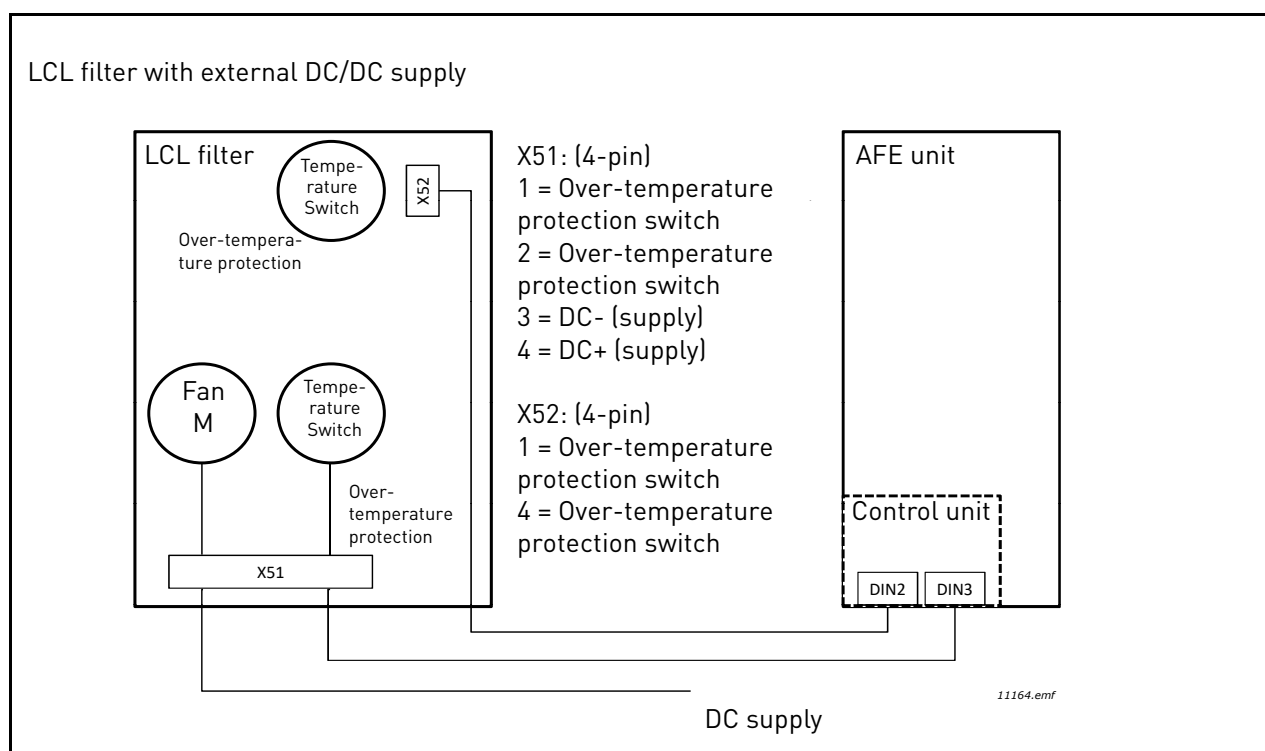 LCL filter with external DC/DC supply
LCL filter
Tempe-
rature
Switch
X52
Over-tempera-
ture protection
Fan
M
Tempe-
rature
Switch
Over-
temperature
protection
X51
X51: (4-pin)
1 = Over-temperature
protection switch
2 = Over-temperature
protection switch
3 = DC- (supply)
4 = DC+ (supply)
X52: (4-pin)
1 = Over-temperature
protection switch
4 = Over-temperature
protection switch
AFE unit
Control unit
DIN2
DIN3
11164.emf
DC supply